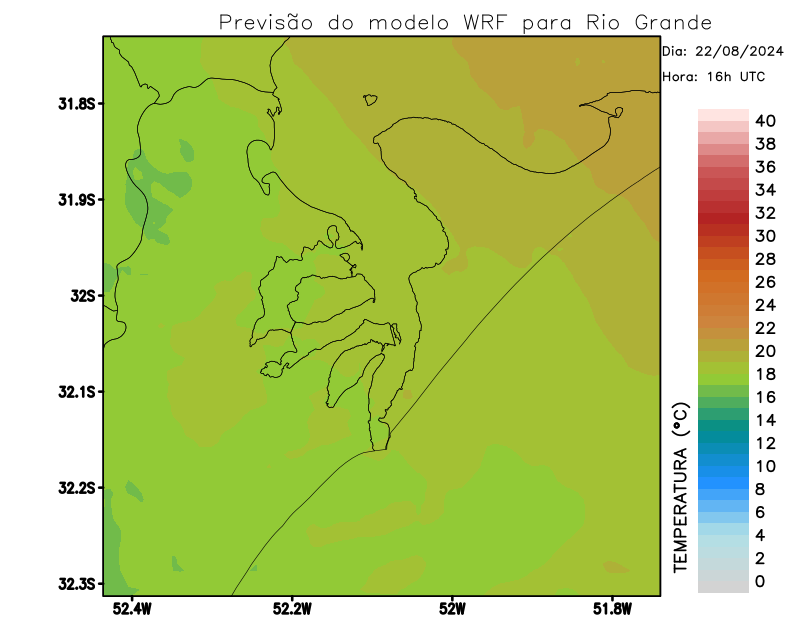 Previsão do modelo WRF para Rio Grande
Dia: 22/08/2024
Hora: 16h UTC
31.8S
31.9S
32S
32.1S
32.2S
32.3S
52.4W
52.2W
52W
51.8W
TEMPERATURA (°C)
40
38
36
34
32
30
28
26
24
22
20
18
16
14
12
10
8
6
4
2
0